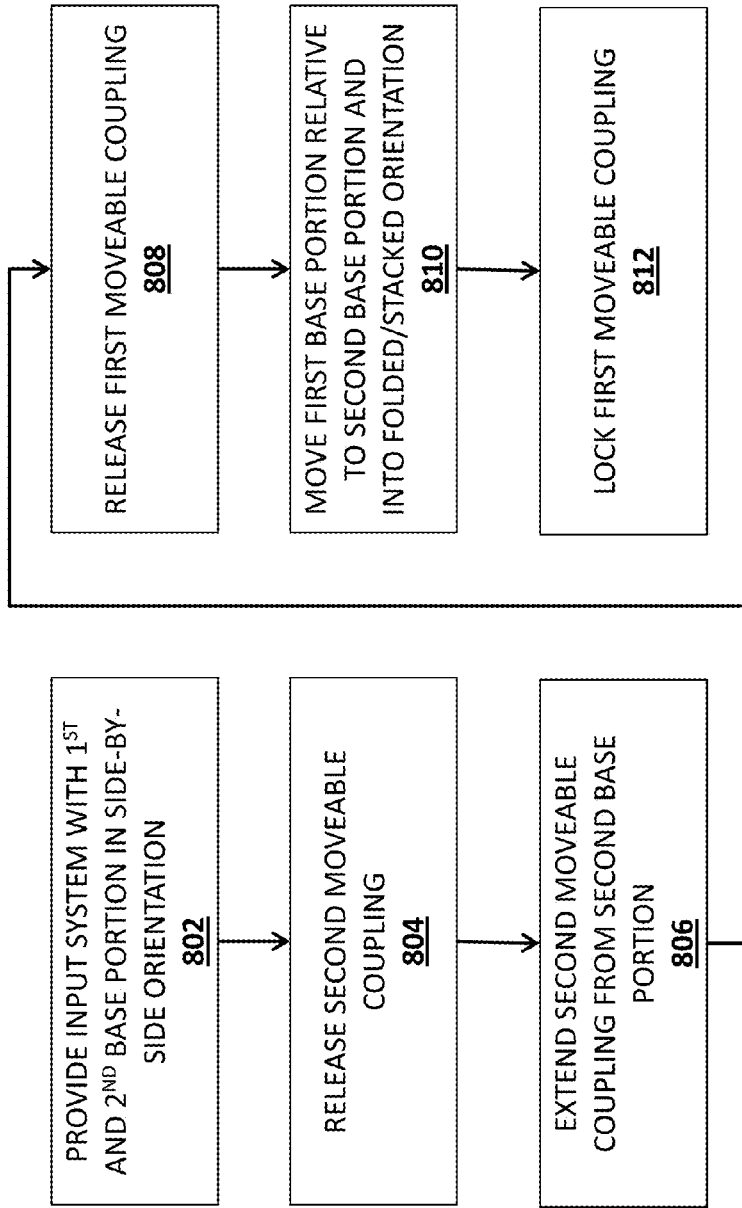 PROVIDE INPUT SYSTEM WITH 1ST
AND 2ND BASE PORTION IN SIDE-BY-
SIDE ORIENTATION
802
RELEASE SECOND MOVEABLE
COUPLING
804
EXTEND SECOND MOVEABLE
COUPLING FROM SECOND BASE
PORTION
806
RELEASE FIRST MOVEABLE COUPLING
808
MOVE FIRST BASE PORTION RELATIVE
TO SECOND BASE PORTION AND
INTO FOLDED/STACKED ORIENTATION
810
LOCK FIRST MOVEABLE COUPLING
812